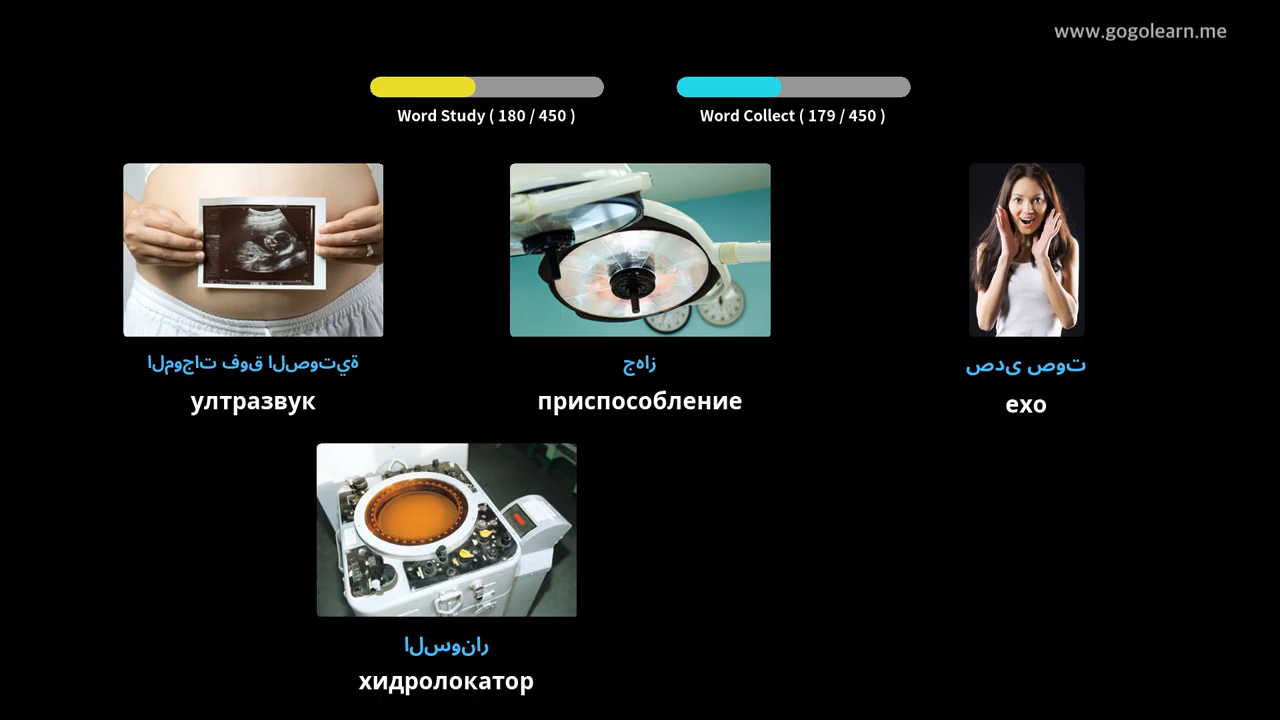 www.gogolearn.me
Word Study ( 180 / 450 )
Word Collect ( 179 / 450 )
الموجات فوق الصوتية
ултразвук
جهاز
приспособление
صدى صوت
ехо
السونار
хидролокатор